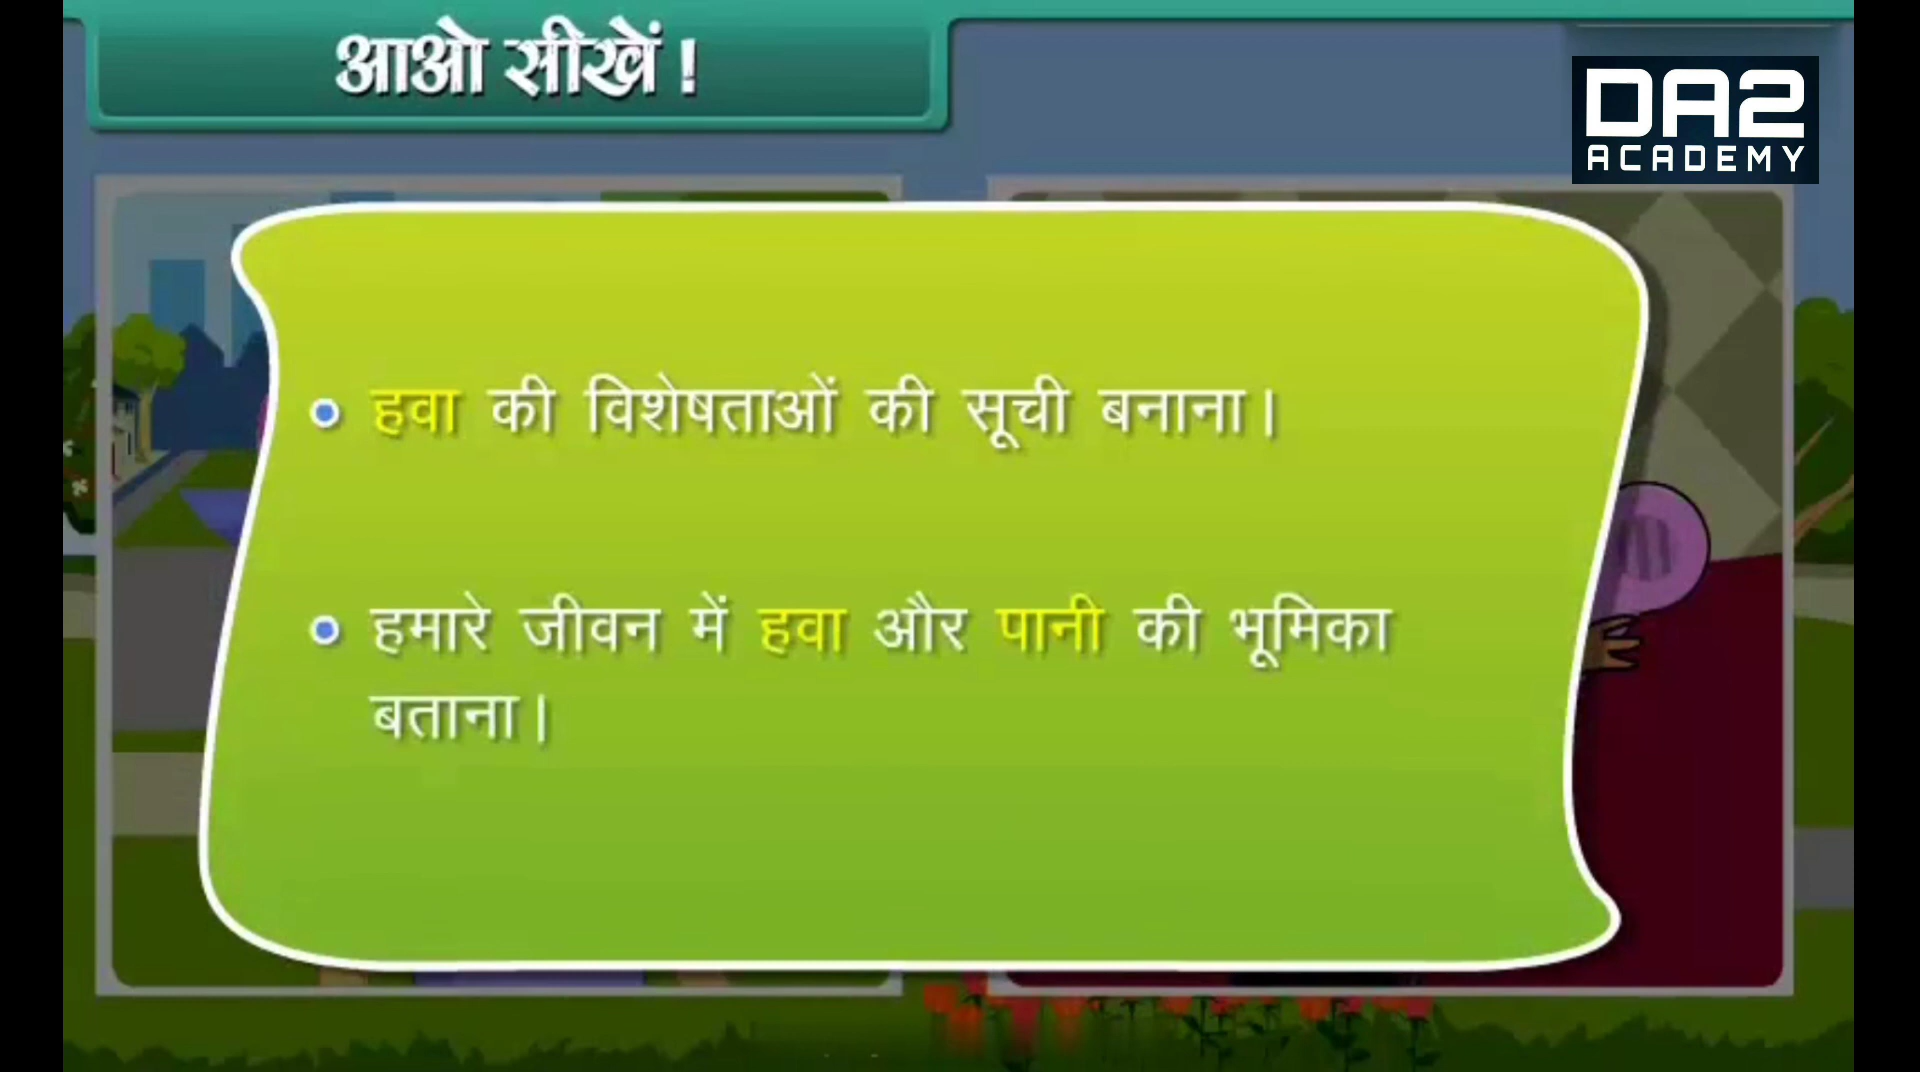 आओ सीखें !
DA2
ACADEMY
हवा की विशेषताओं की सूची बनाना।
हमारे जीवन में हवा और पानी की भूमिका
बताना।